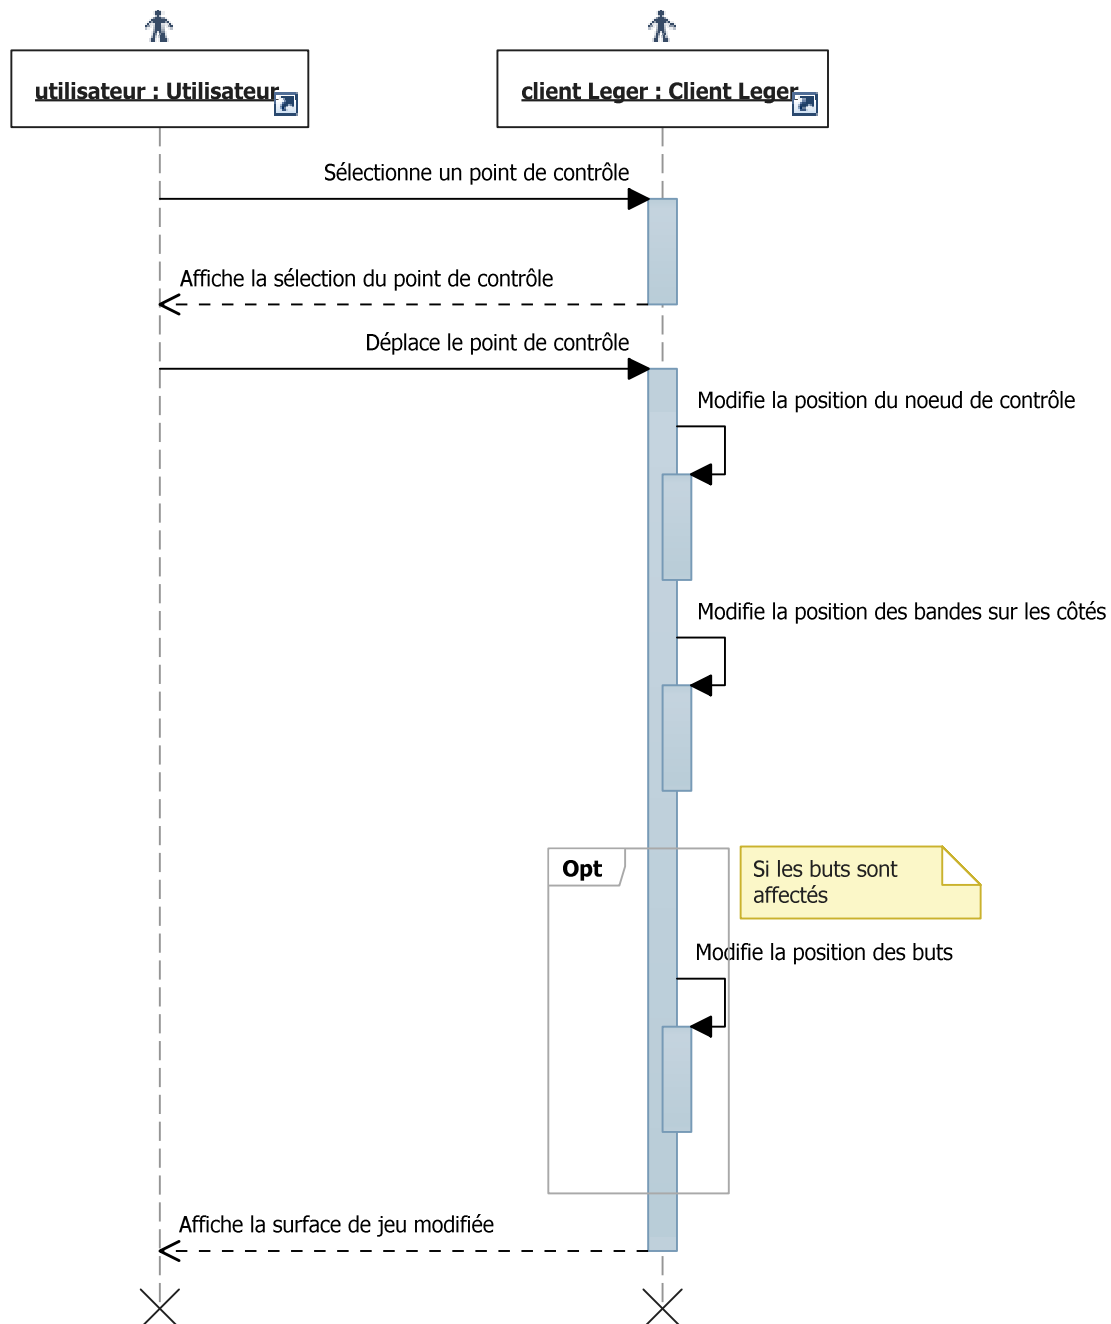 utilisateur : Utilisateur
client Leger : Client Leger
Sélectionne un point de contrôle
Affiche la sélection du point de contrôle
Déplace le point de contrôle
Modifie la position du noeud de contrôle
Modifie la position des bandes sur les côtés
Opt
Si les buts sont
affectés
Modifie la position des buts
Affiche la surface de jeu modifiée